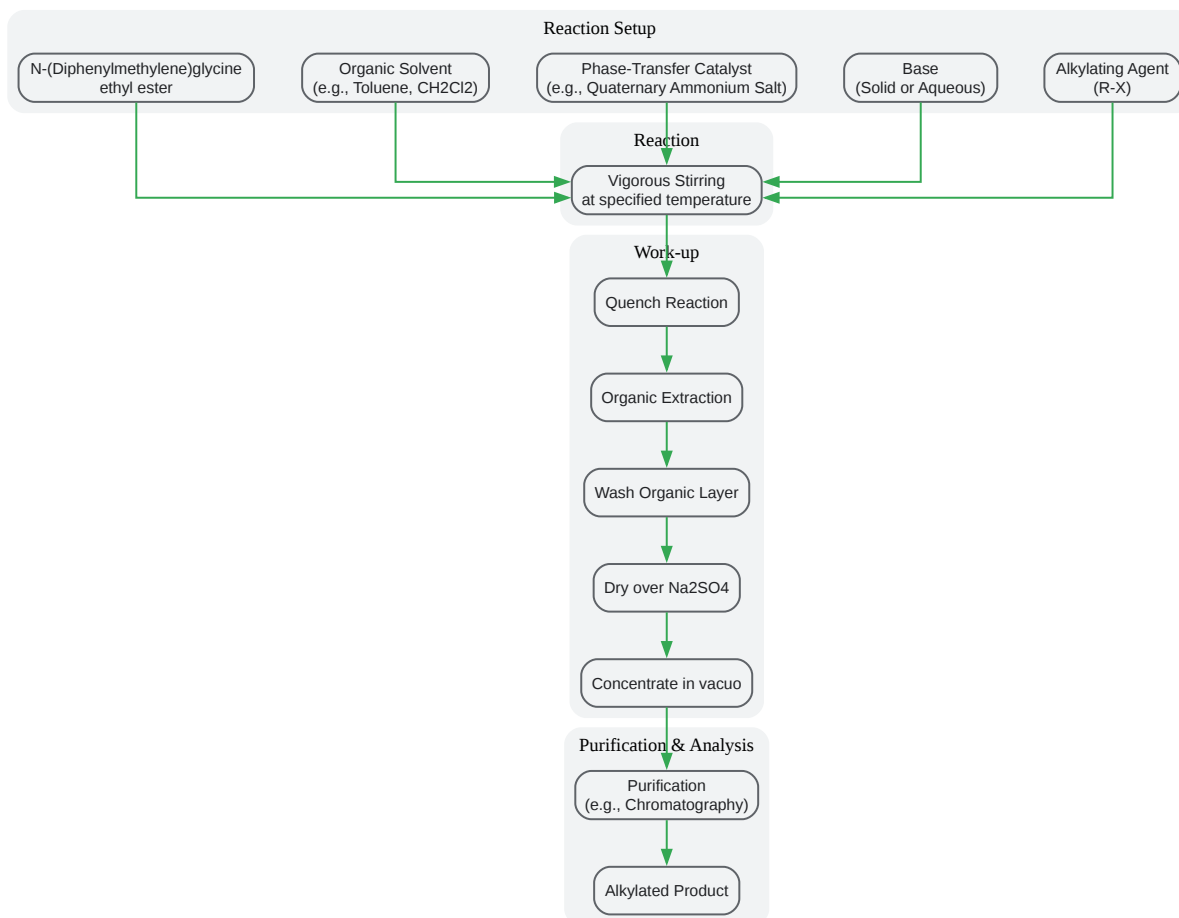 Reaction Setup
N-(Diphenylmethylene)glycine
ethyl ester
Organic Solvent
(e.g., Toluene, CH2Cl2)
Phase-Transfer Catalyst
(e.g., Quaternary Ammonium Salt)
Base
(Solid or Aqueous)
Alkylating Agent
(R-X)
Reaction
Vigorous Stirring
at specified temperature
Work-up
Quench Reaction
Organic Extraction
Wash Organic Layer
Dry over Na2SO4
Concentrate in vacuo
Purification & Analysis
Purification
(e.g., Chromatography)
Alkylated Product